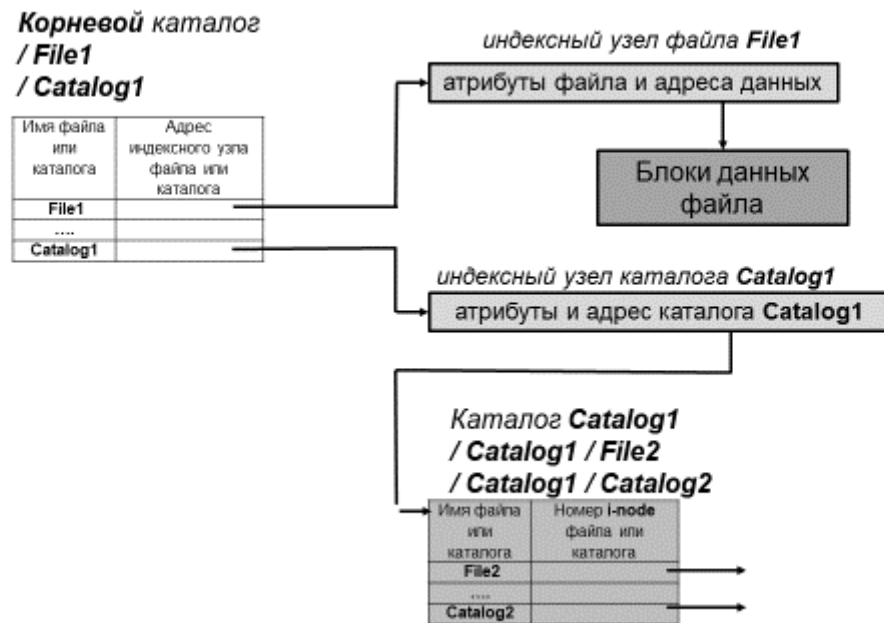 Корневой каталог
/ File1
/ Catalog1
Имя файла
или
каталога
Адрес
индексного узла
файла или
каталога
File1
....
Catalog1
индексный узел файла File1
атрибуты файла и адреса данных
Блоки данных
файла
индексный узел каталога Catalog1
атрибуты и адрес каталога Catalog1
Каталог Catalog1
/ Catalog1 / File2
/ Catalog1 / Catalog2
Имя файла
или
каталога
Номер i-node
файла или
каталога
File2
....
Catalog2